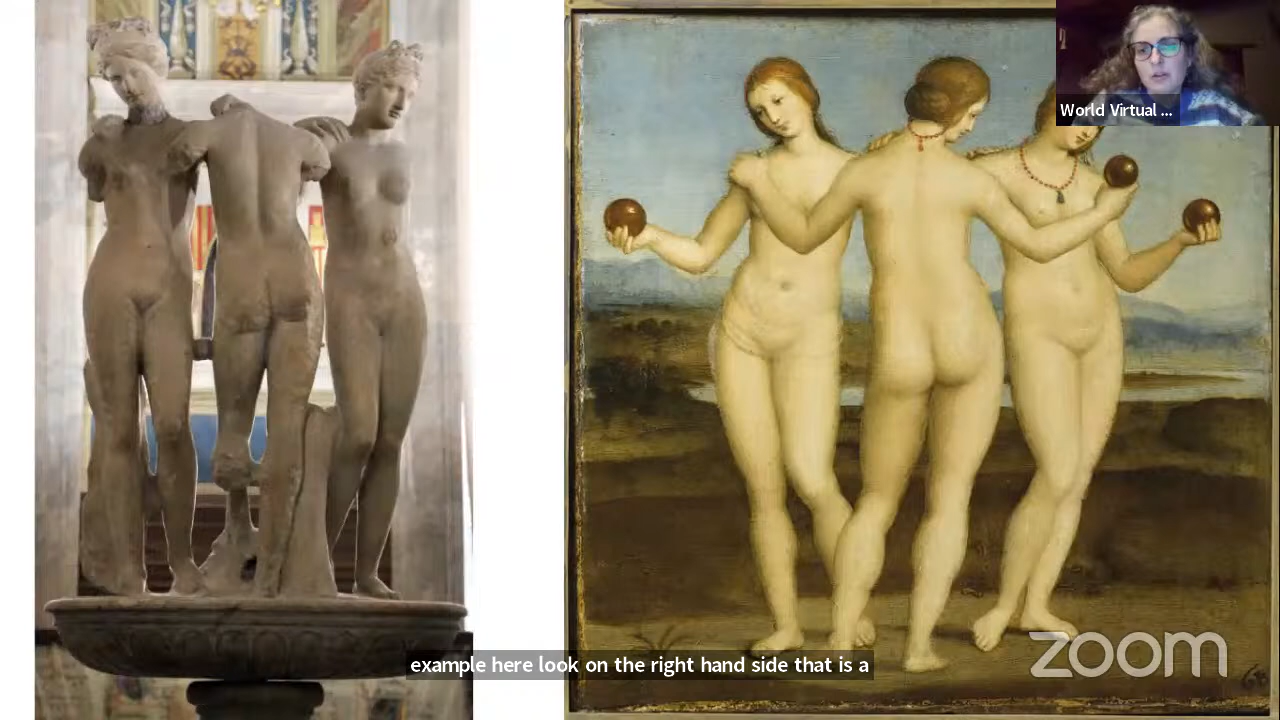 World Virtual ...
example here look on the right hand side that is a
zoom